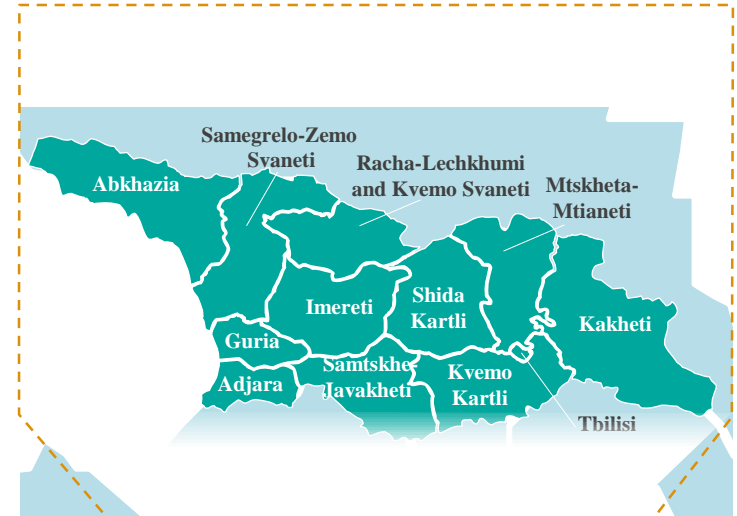 Samegrelo-Zemo
Svaneti
Racha-Lechkhumi
and Kvemo Svaneti
Mtskheta-
Mtianeti
Abkhazia
Imereti
Shida
Kartli
Kakheti
Guria
Adjara
Samtskhe-
Javakheti
Kvemo
Kartli
Tbilisi